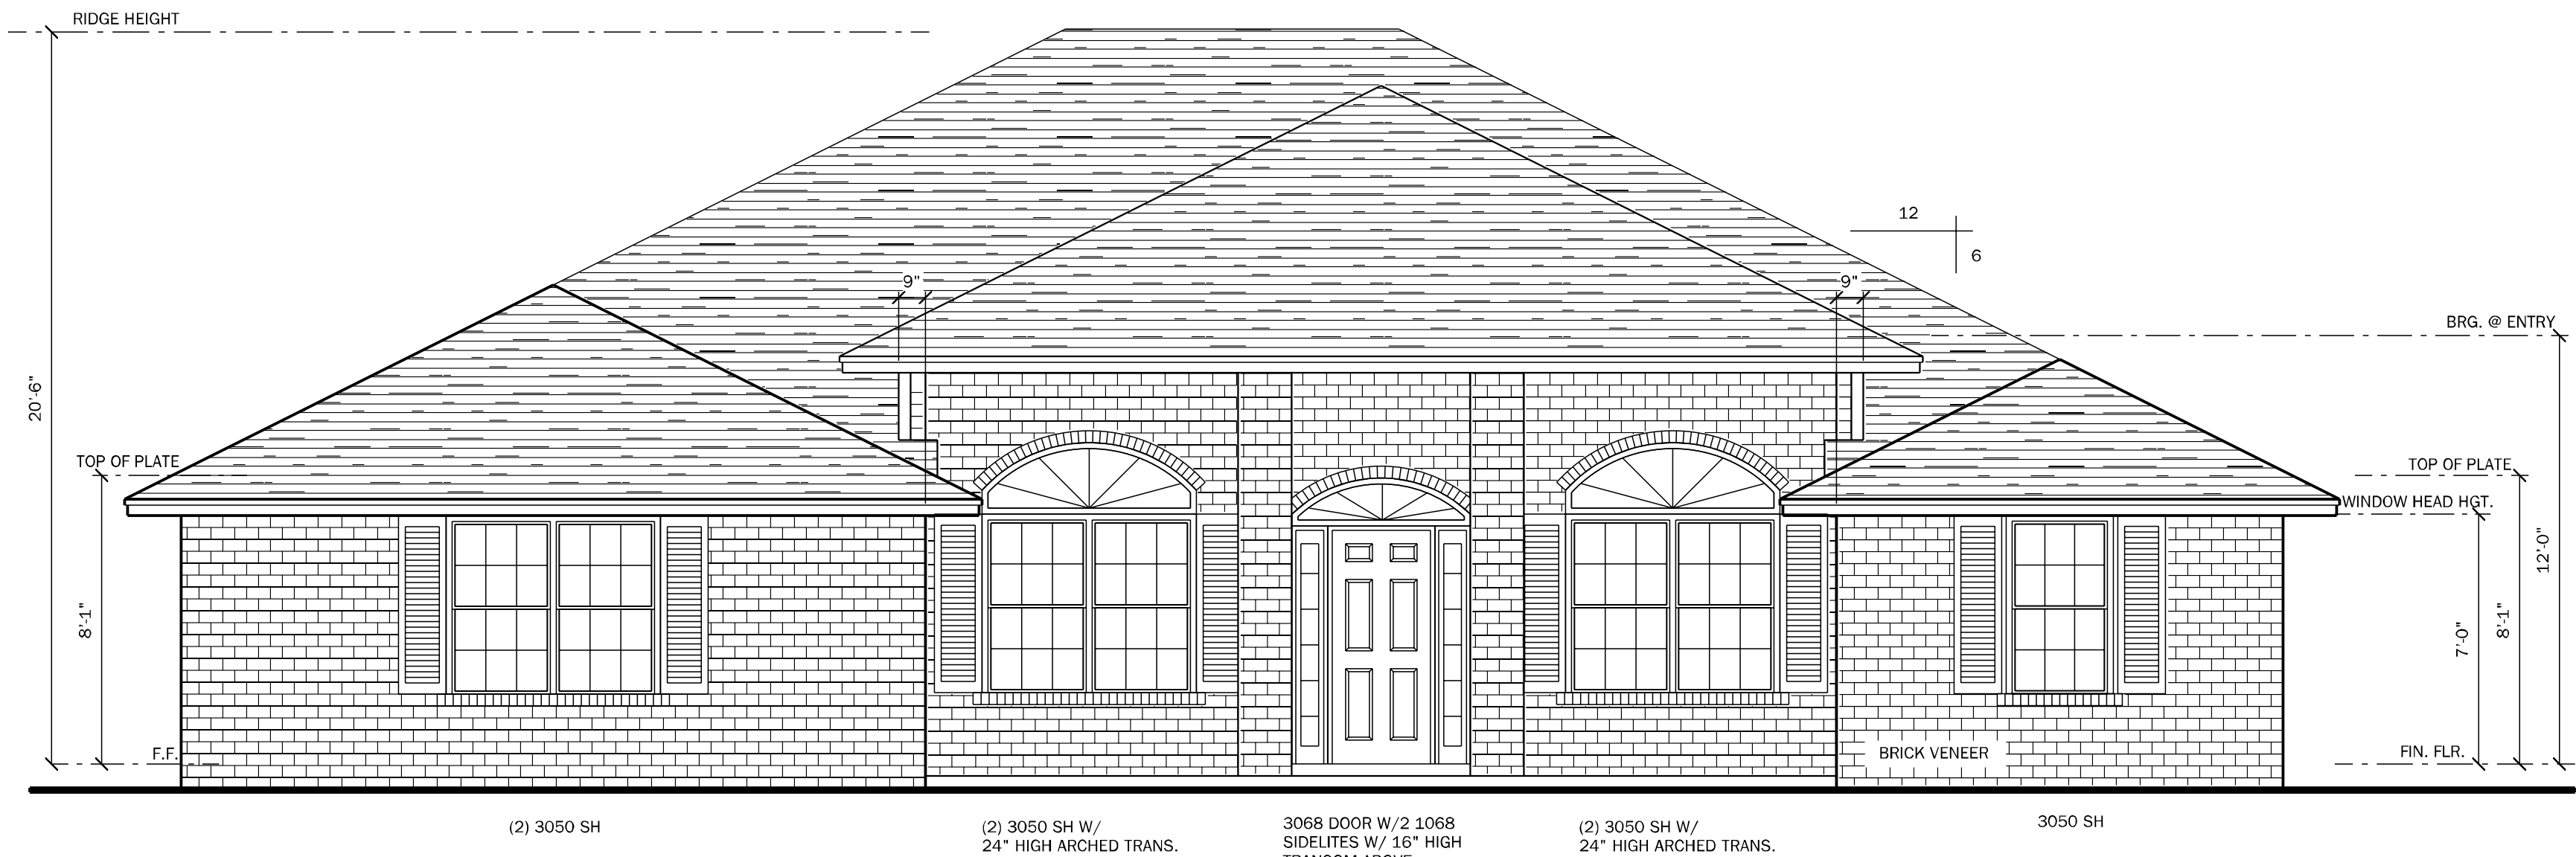 RIDGE HEIGHT
12
6
9"
9"
BRG. @ ENTRY
20'-6"
TOP OF PLATE
TOP OF PLATE
WINDOW HEAD HGT.
12'-0"
8'-1"
8'-1"
7'-0"
F.F.
BRICK VENEER
FIN. FLR.
(2) 3050 SH
(2) 3050 SH W/
24" HIGH ARCHED TRANS.
3068 DOOR W/2 1068
SIDELITES W/ 16" HIGH
TRANSOM ABOVE
(2) 3050 SH W/
24" HIGH ARCHED TRANS.
3050 SH